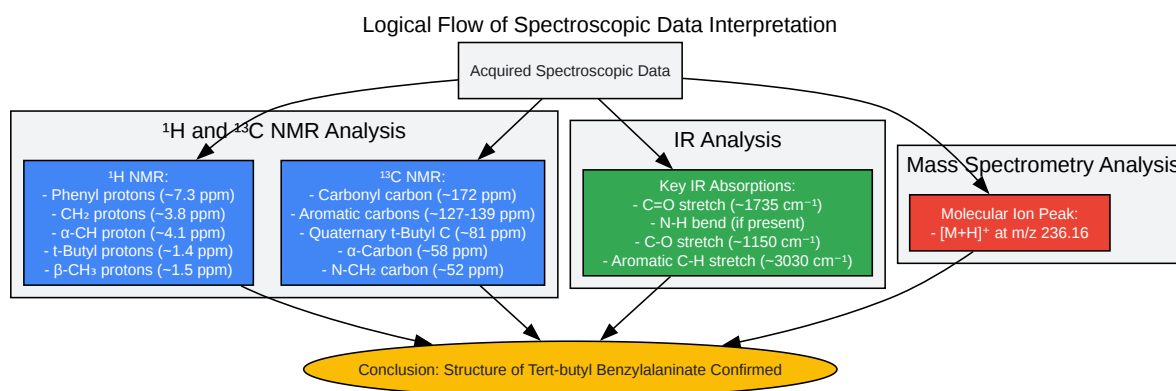 Logical Flow of Spectroscopic Data Interpretation
Acquired Spectroscopic Data
¹H and ¹³C NMR Analysis
¹H NMR:
- Phenyl protons (~7.3 ppm)
- CH₂ protons (~3.8 ppm)
- α-CH proton (~4.1 ppm)
- t-Butyl protons (~1.4 ppm)
- β-CH₃ protons (~1.5 ppm)
¹³C NMR:
- Carbonyl carbon (~172 ppm)
- Aromatic carbons (~127-139 ppm)
- Quaternary t-Butyl C (~81 ppm)
- α-Carbon (~58 ppm)
- N-CH₂ carbon (~52 ppm)
IR Analysis
Key IR Absorptions:
- C=O stretch (~1735 cm⁻¹)
- N-H bend (if present)
- C-O stretch (~1150 cm⁻¹)
- Aromatic C-H stretch (~3030 cm⁻¹)
Mass Spectrometry Analysis
Molecular Ion Peak:
- [M+H]⁺ at m/z 236.16
Conclusion: Structure of Tert-butyl Benzylalaninate Confirmed